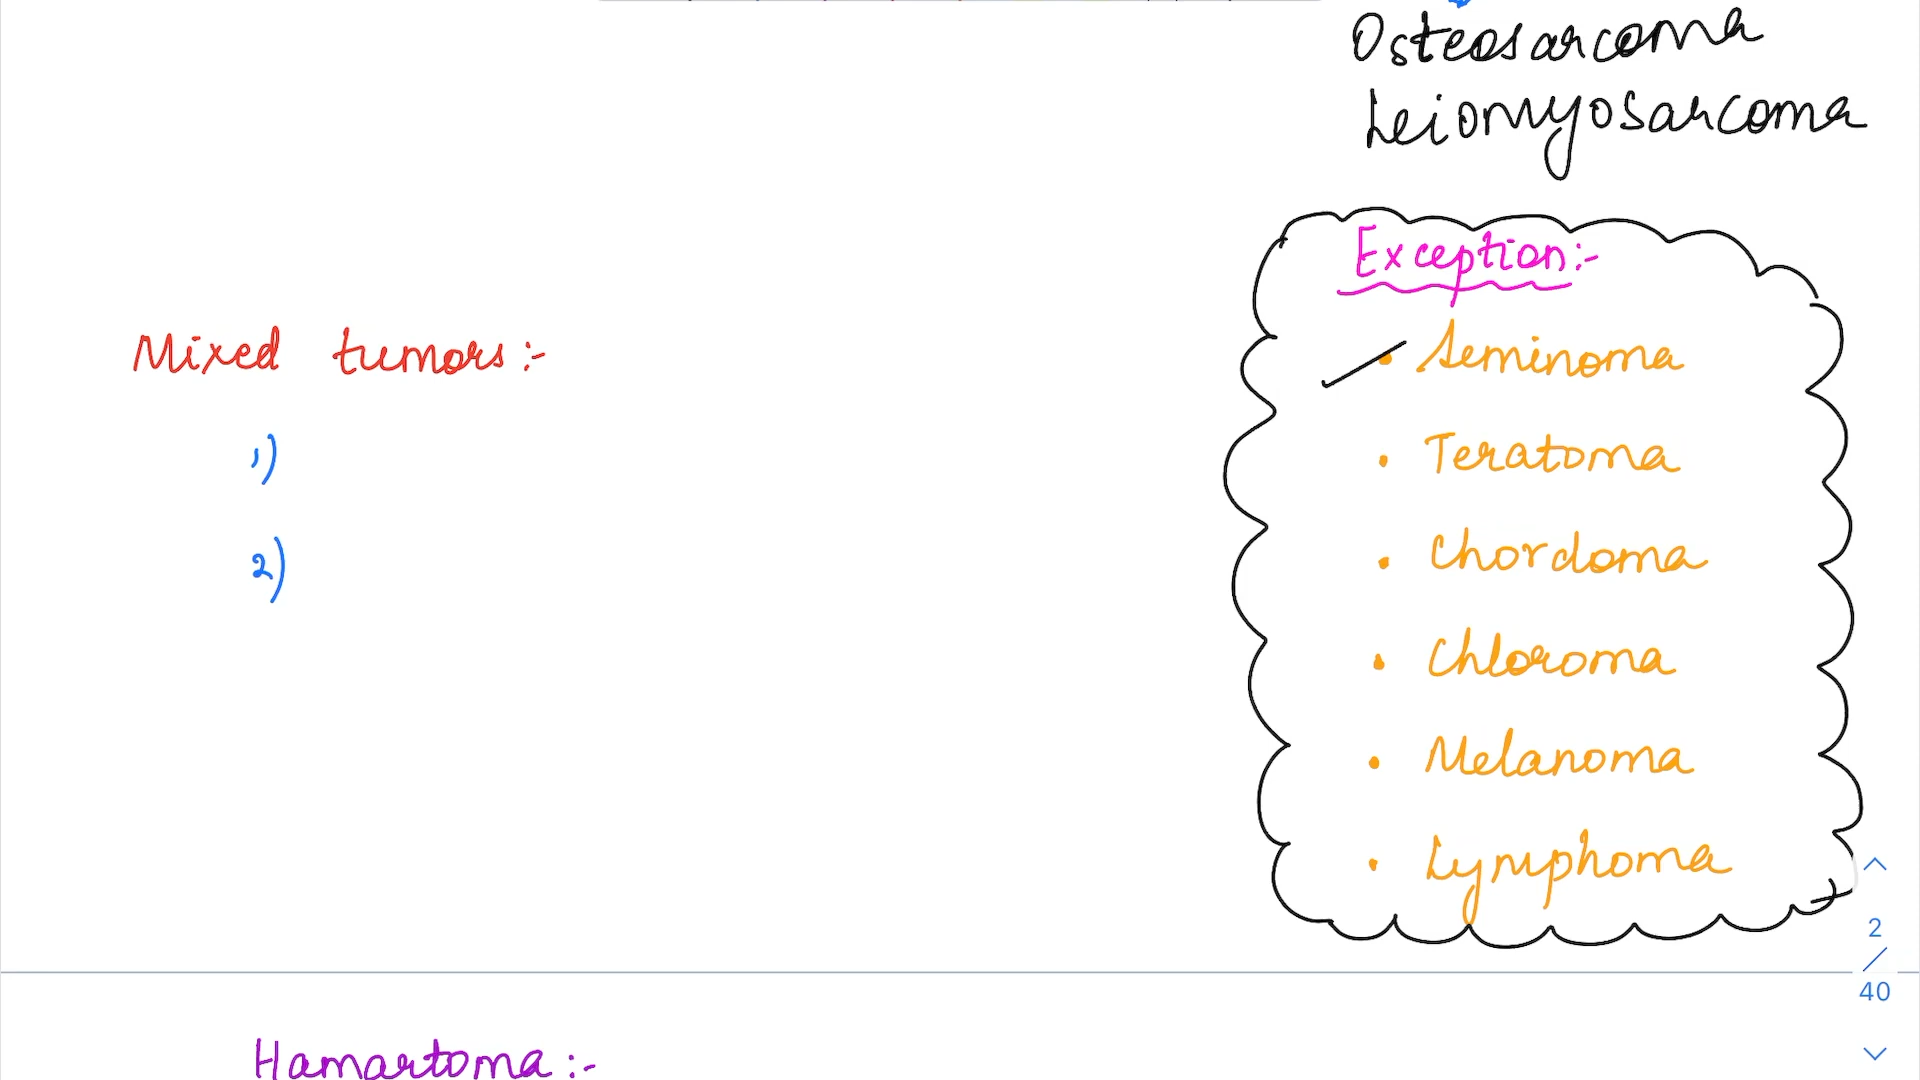 Osteosarcoma
Leiomyosarcoma
Exception:-
Mixed tumors:-
1)
2)
• Seminoma
• Teratoma
• Chordoma
• Chloroma
• Melanoma
• Lymphoma
2
/
40
Hamartoma:-